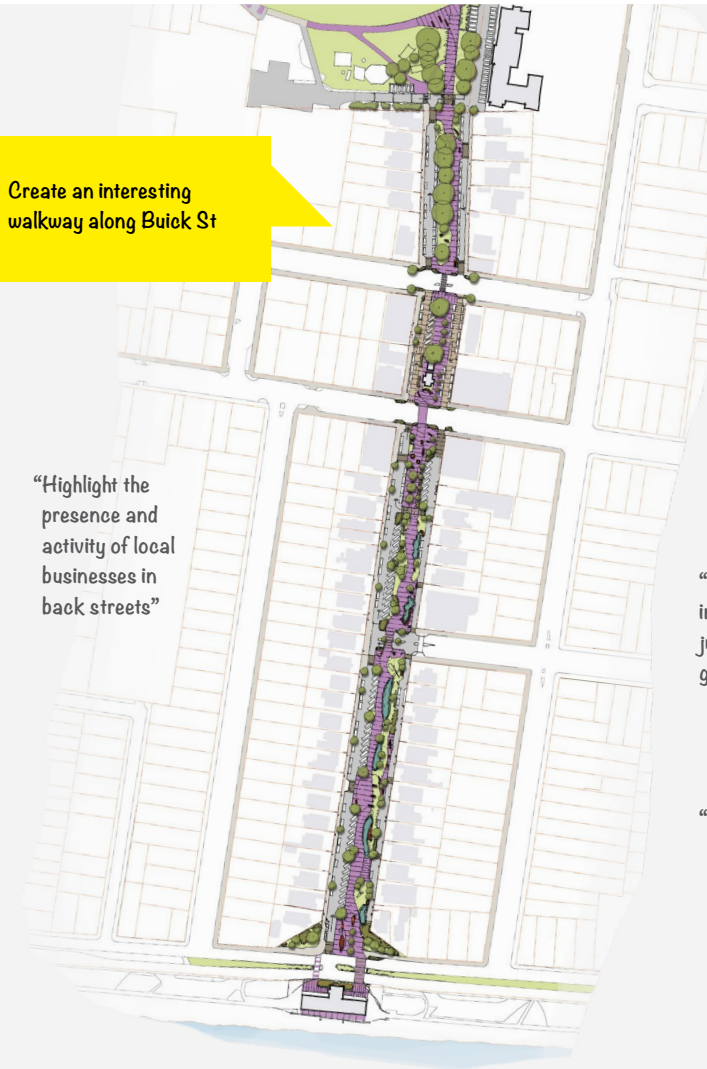 Create an interesting
walkway along Buick St
“Highlight the
presence and
activity of local
businesses in
back streets”
“
“